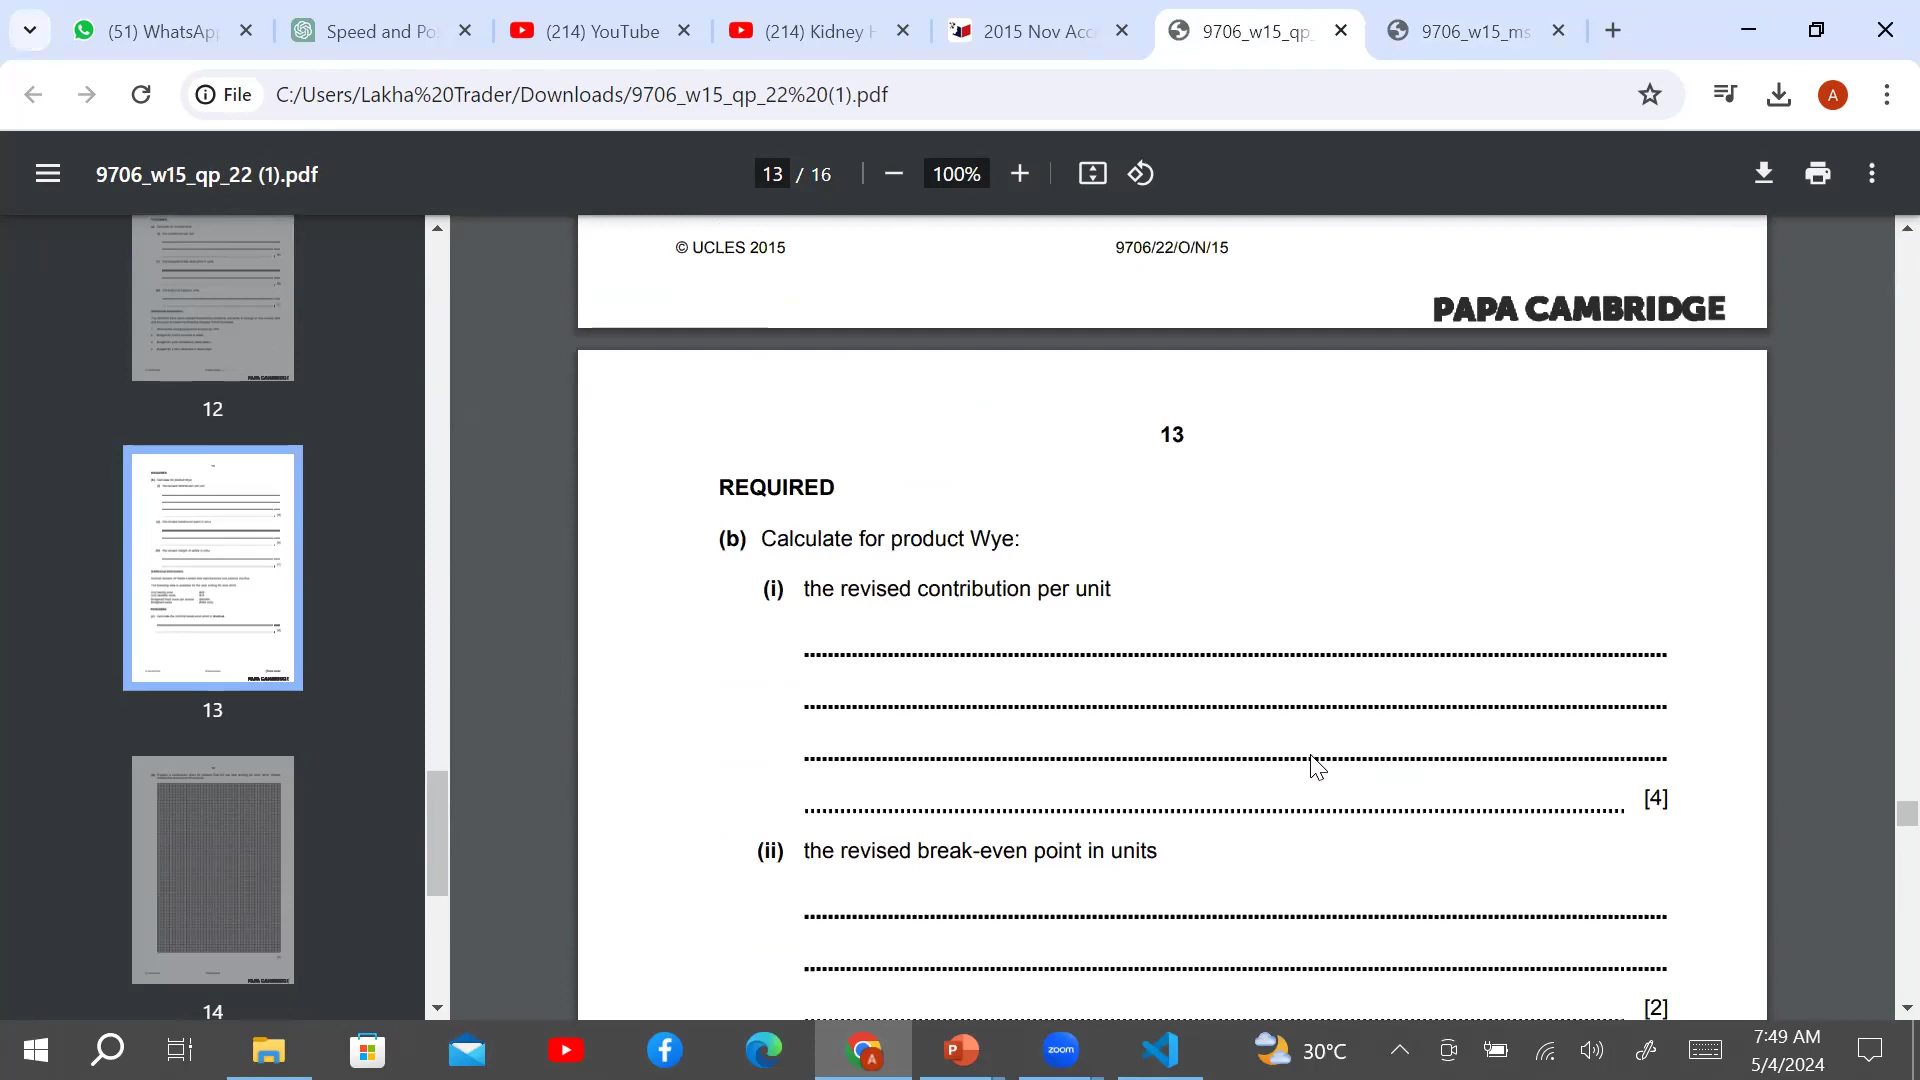 (51) WhatsAp
Speed and Po
(214) YouTube
(214) Kidney H
2015 Nov Acc
9706_w15_qp_
9706_w15_ms
File
C:/Users/Lakha%20Trader/Downloads/9706_w15_qp_22%20(1).pdf
A
9706_w15_qp_22 (1).pdf
13 / 16
100%
12
13
14
© UCLES 2015
9706/22/O/N/15
PAPA CAMBRIDGE
13
REQUIRED
(b) Calculate for product Wye:
(i) the revised contribution per unit
[4]
(ii) the revised break-even point in units
[2]
zoom
30°C
7:49 AM
5/4/2024